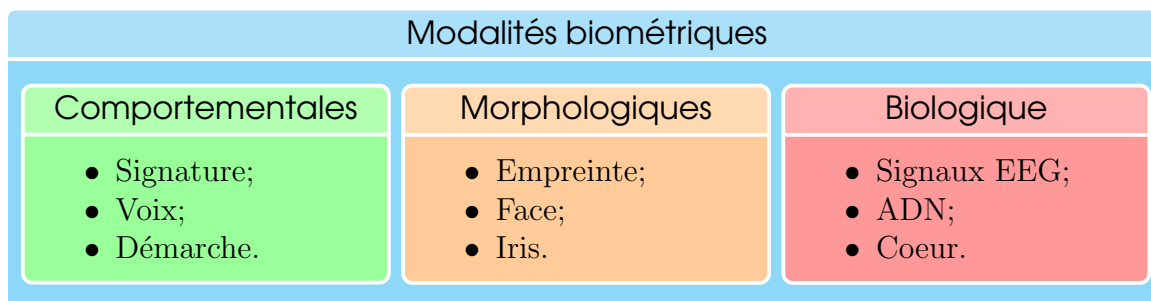 Modalités biométriques
Comportementales
• Signature;
• Voix;
• Démarche.
Morphologiques
• Empreinte;
• Face;
• Iris.
Biologique
• Signaux EEG;
• ADN;
• Coeur.